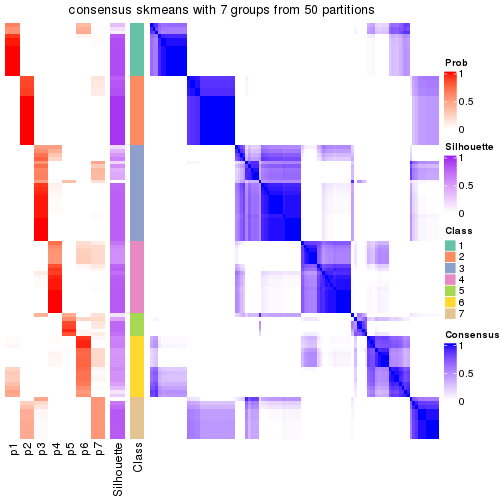 consensus skmeans with 7 groups from 50 partitions
Prob
1
0.5
0
Silhouette
1
0.5
0
Class
1
2
3
4
5
6
7
Consensus
1
0.5
0
p1
p2
p3
p4
p5
p6
p7
Silhouette
Class